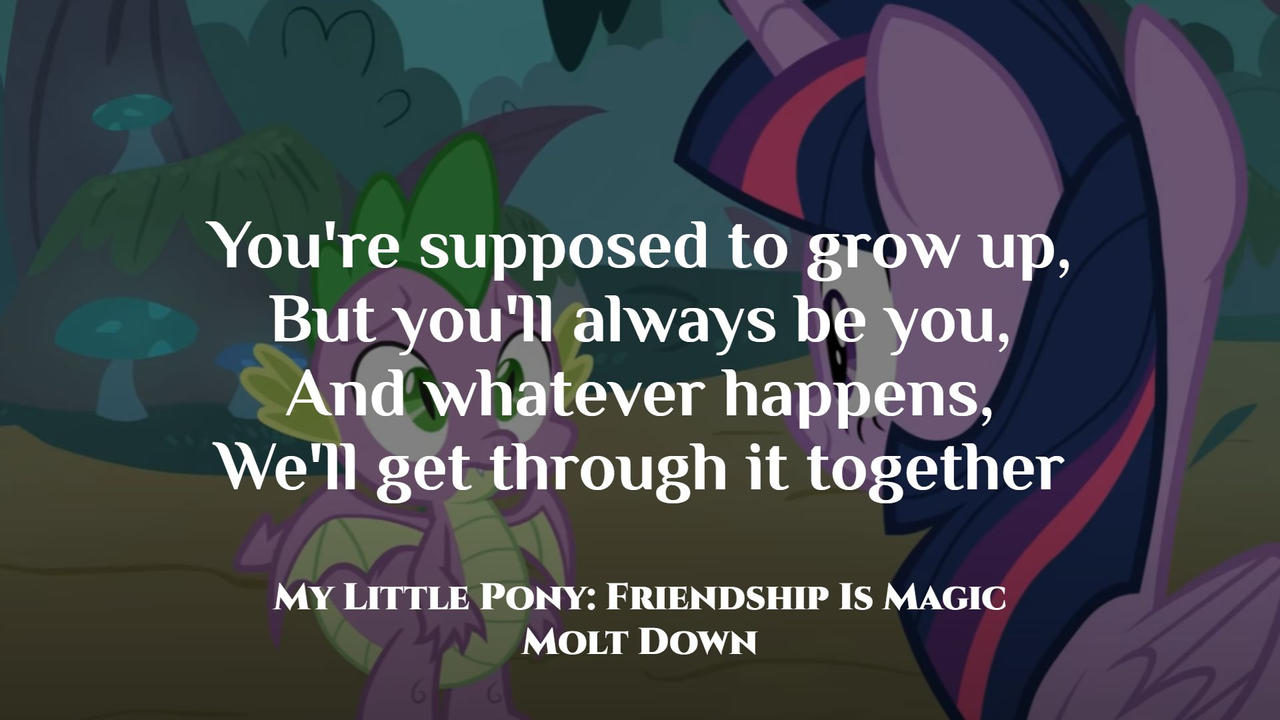 You're supposed to grow up,
But you'll always be you,
And whatever happens,
We'll get through it together
My Little Pony: Friendship Is Magic
Molt Down